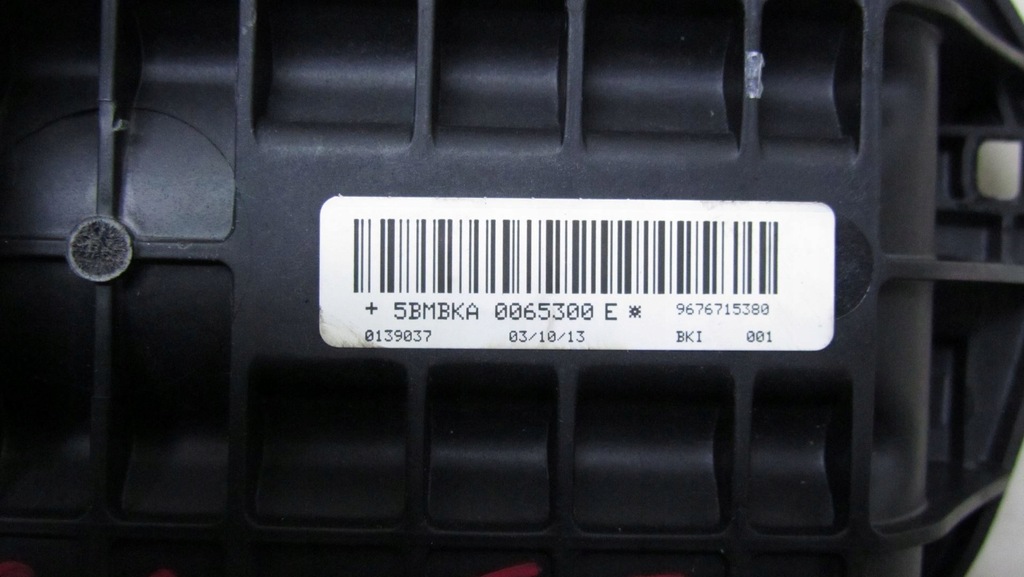 + 5BMBKA 0065300 E * 9676715380
0139037 03/10/13 BKI 001